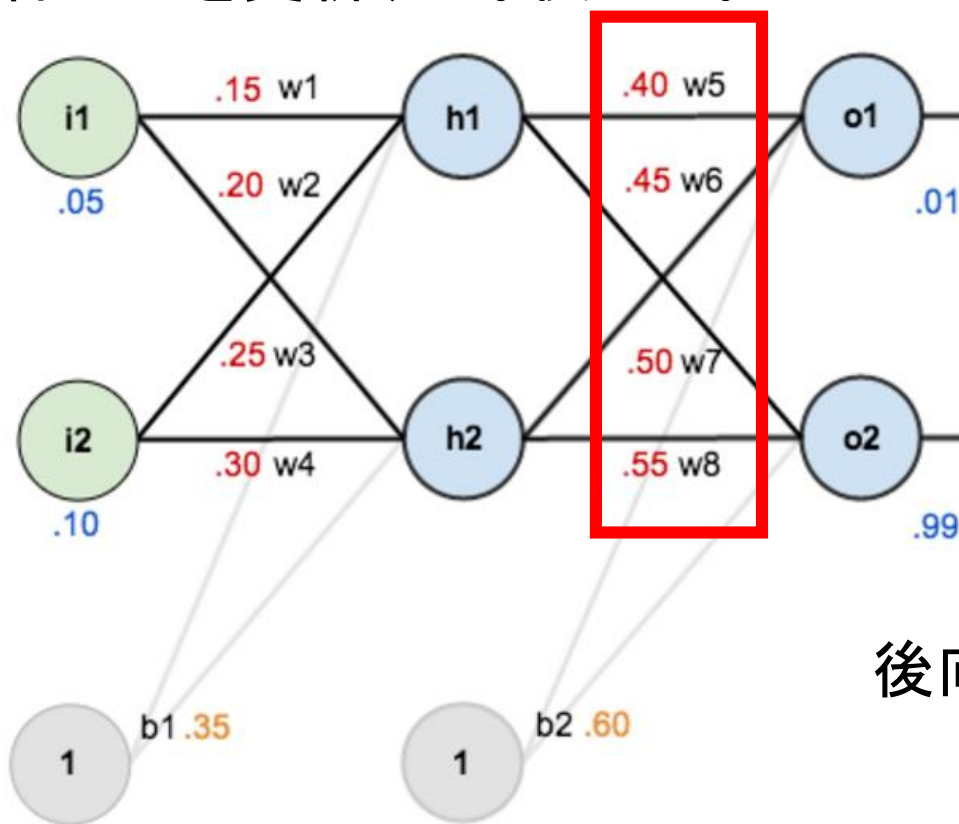 .15 w1
.40 w5
i1
h1
o1
.20 w2
.45 w6
.05
.01
.25 w3
.50 w7
i2
h2
o2
.30 w4
.55 w8
.10
.99
後向
b1 .35
b2 .60
1
1